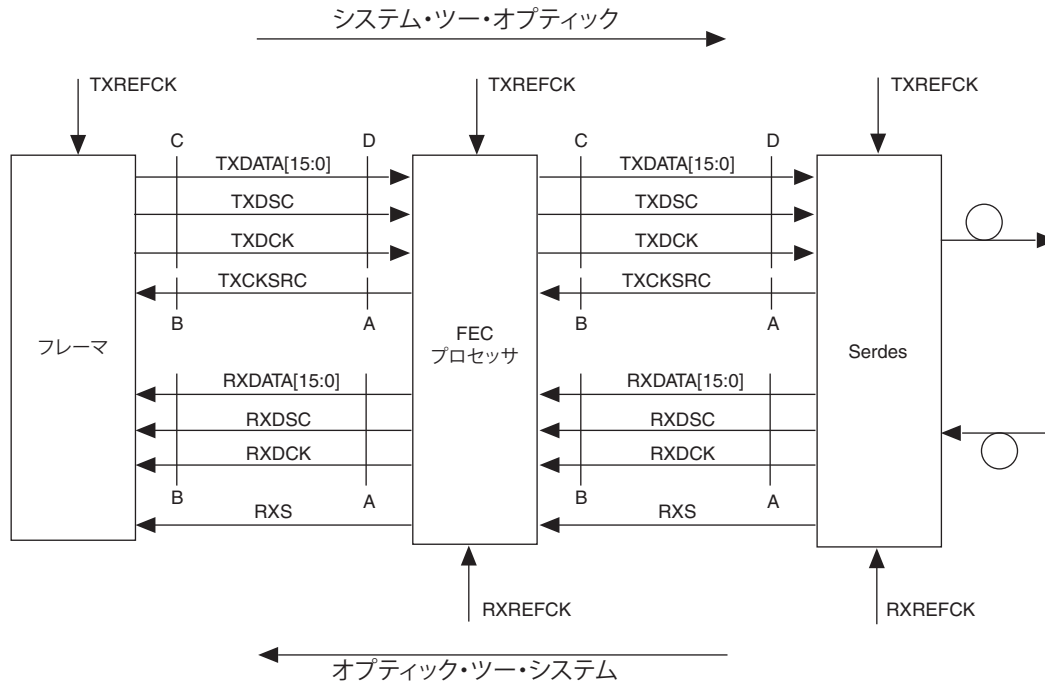 システム・ツー・オプティック
TXREFCK
TXREFCK
TXREFCK
C
D
C
D
TXDATA[15:0]
TXDATA[15:0]
TXDSC
TXDSC
TXDCK
TXDCK
TXCKSRC
TXCKSRC
B
A
B
A
フレーマ
FEC
プロセッサ
Serdes
RXDATA[15:0]
RXDATA[15:0]
RXDSC
RXDSC
RXDCK
RXDCK
B
A
B
A
RXS
RXS
RXREFCK
RXREFCK
オプティック・ツー・システム